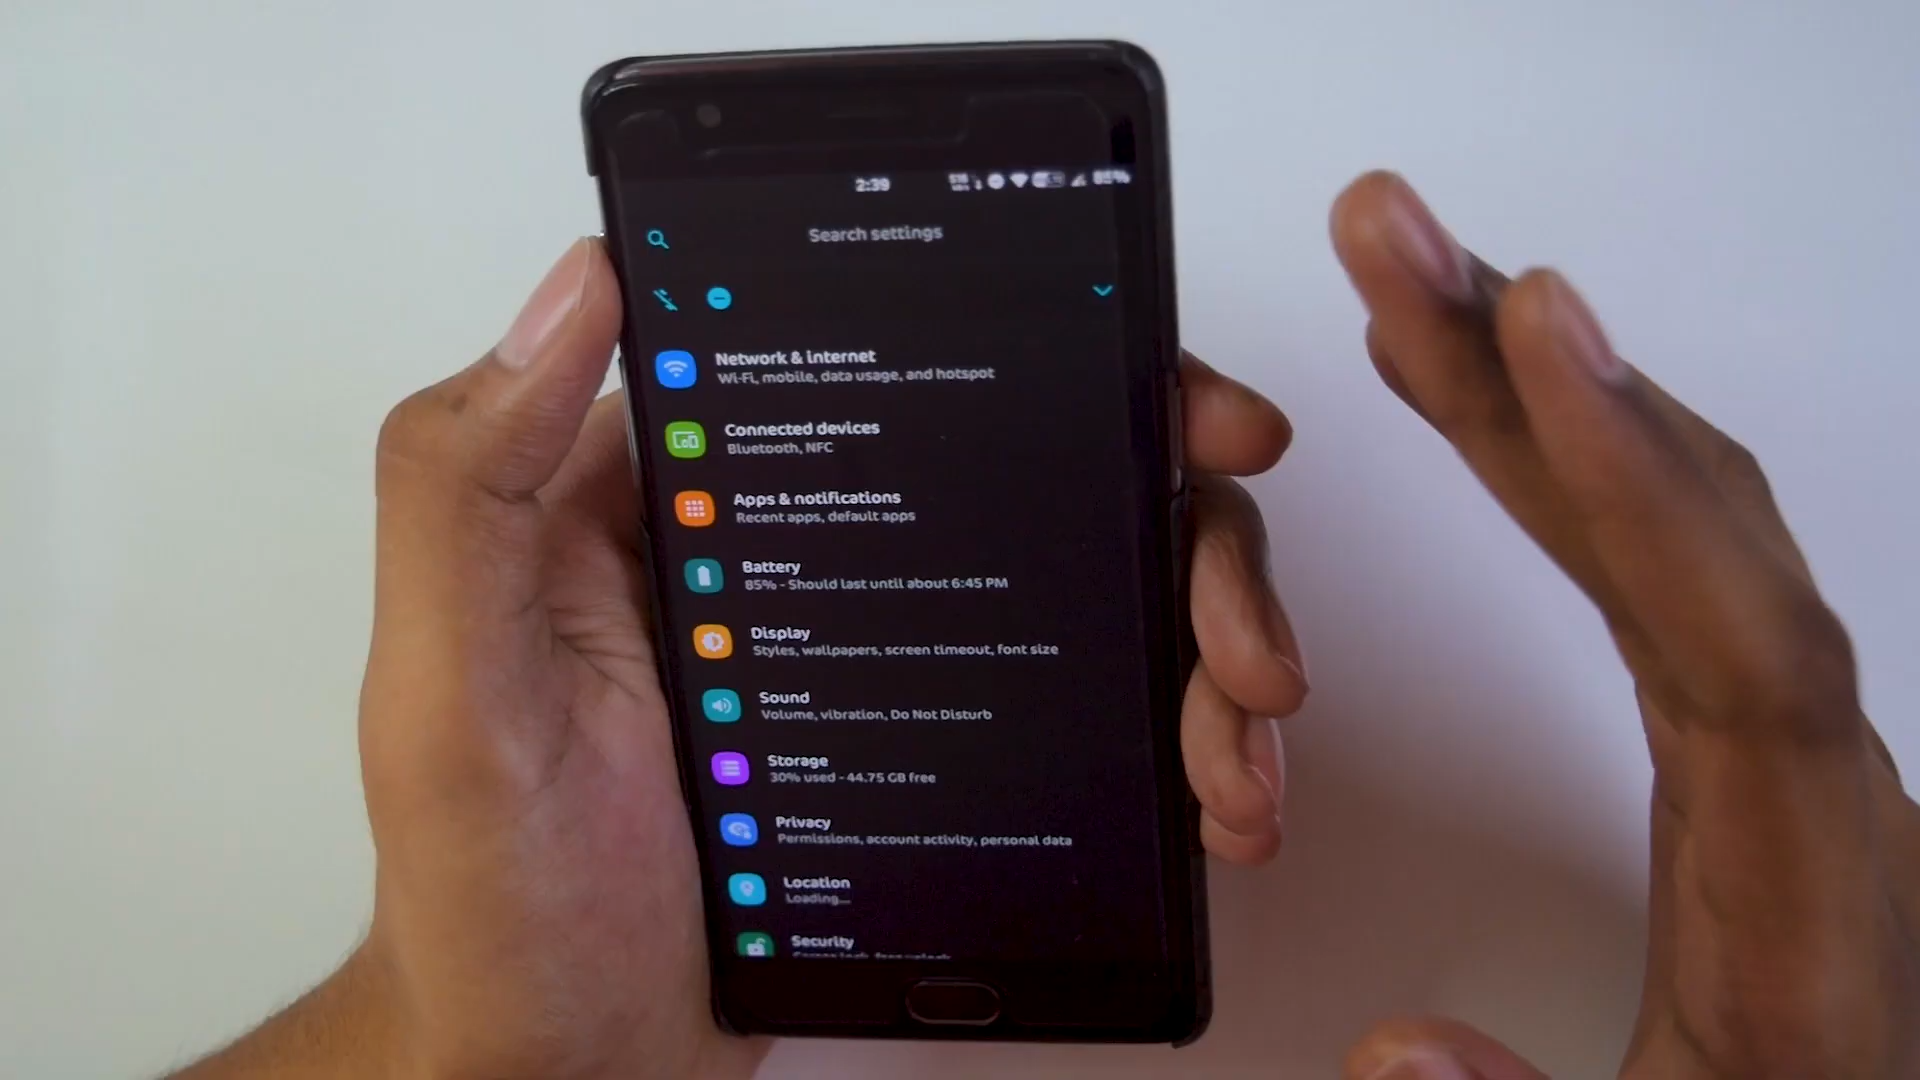 2:39
85%
Search settings
Network & internet
Wi-Fi, mobile, data usage, and hotspot
Connected devices
Bluetooth, NFC
Apps & notifications
Recent apps, default apps
Battery
85% - Should last until about 6:45 PM
Display
Styles, wallpapers, screen timeout, font size
Sound
Volume, vibration, Do Not Disturb
Storage
30% used - 44.75 GB free
Privacy
Permissions, account activity, personal data
Location
Loading...
Security